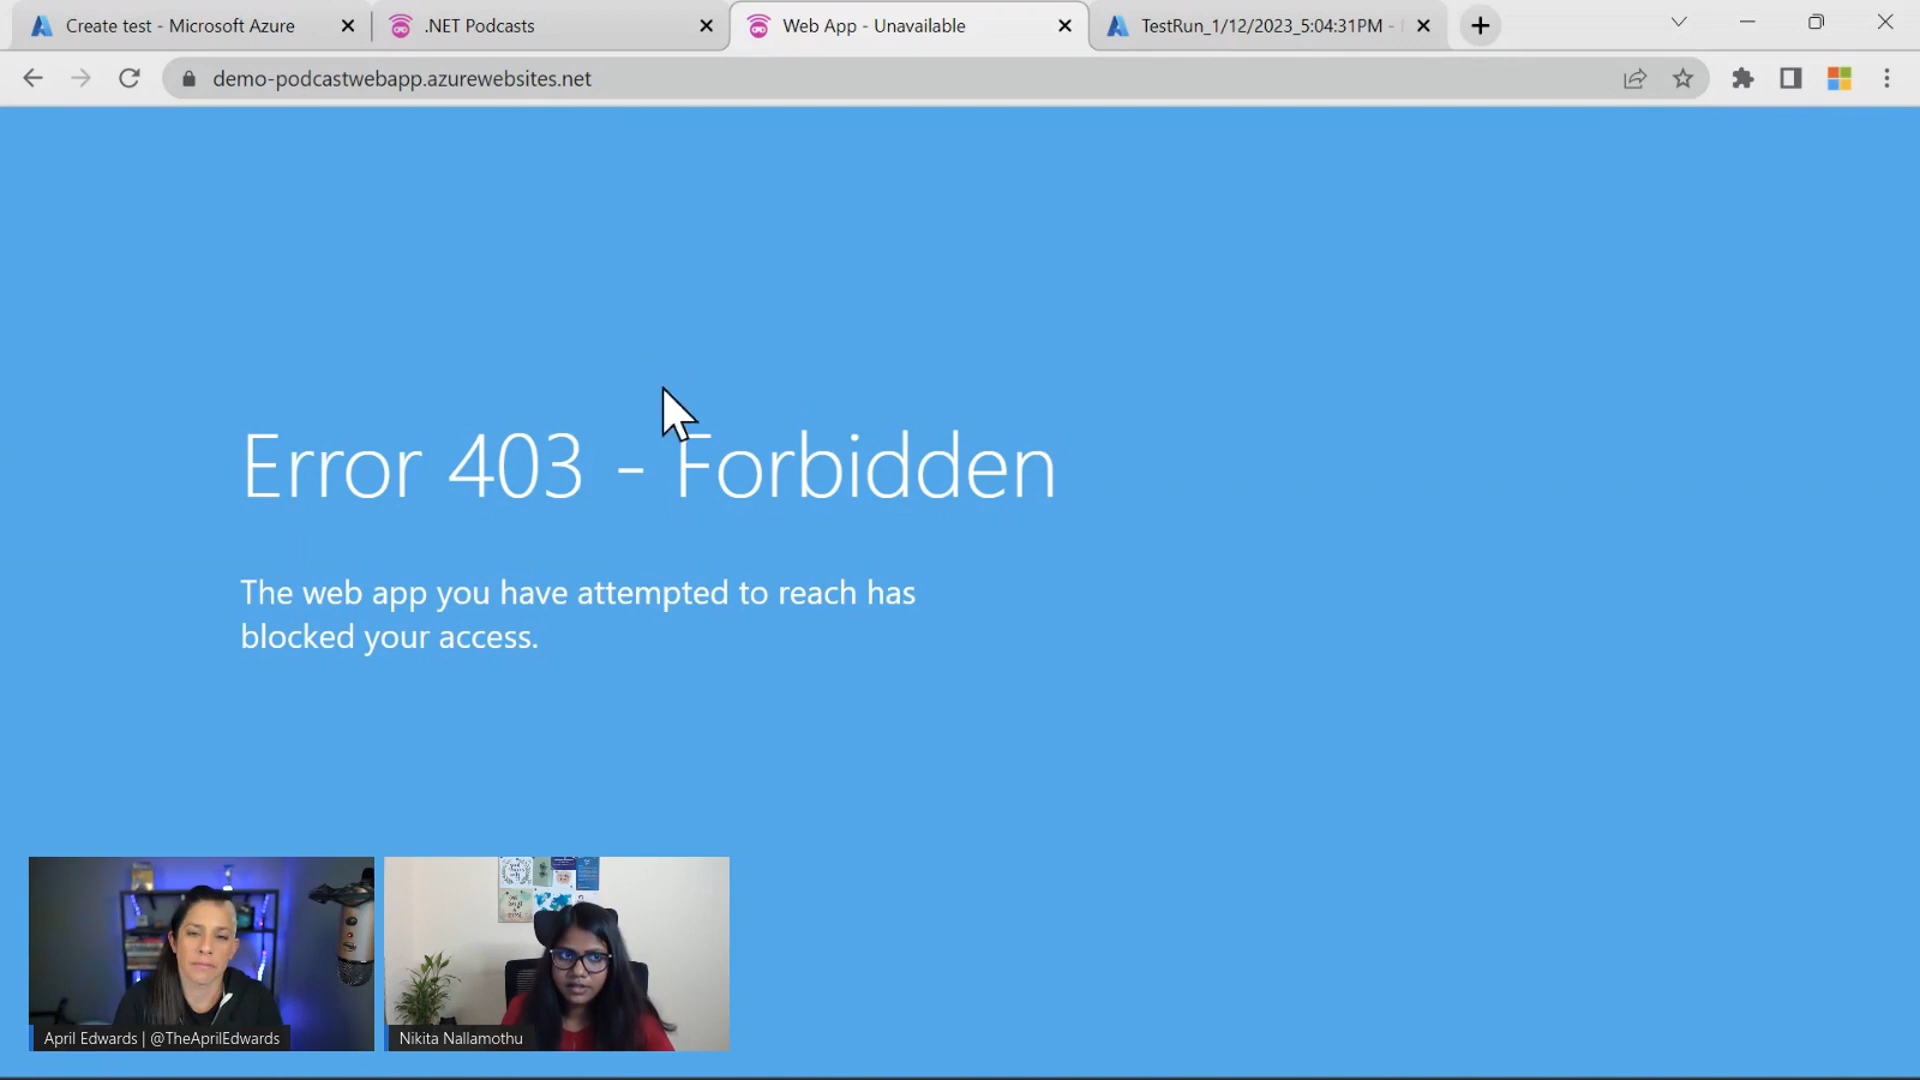 Create test - Microsoft Azure
.NET Podcasts
Web App - Unavailable
TestRun_1/12/2023_5:04:31PM -
demo-podcastwebapp.azurewebsites.net
Error 403 - Forbidden
The web app you have attempted to reach has
blocked your access.
April Edwards | @TheAprilEdwards
Nikita Nallamothu